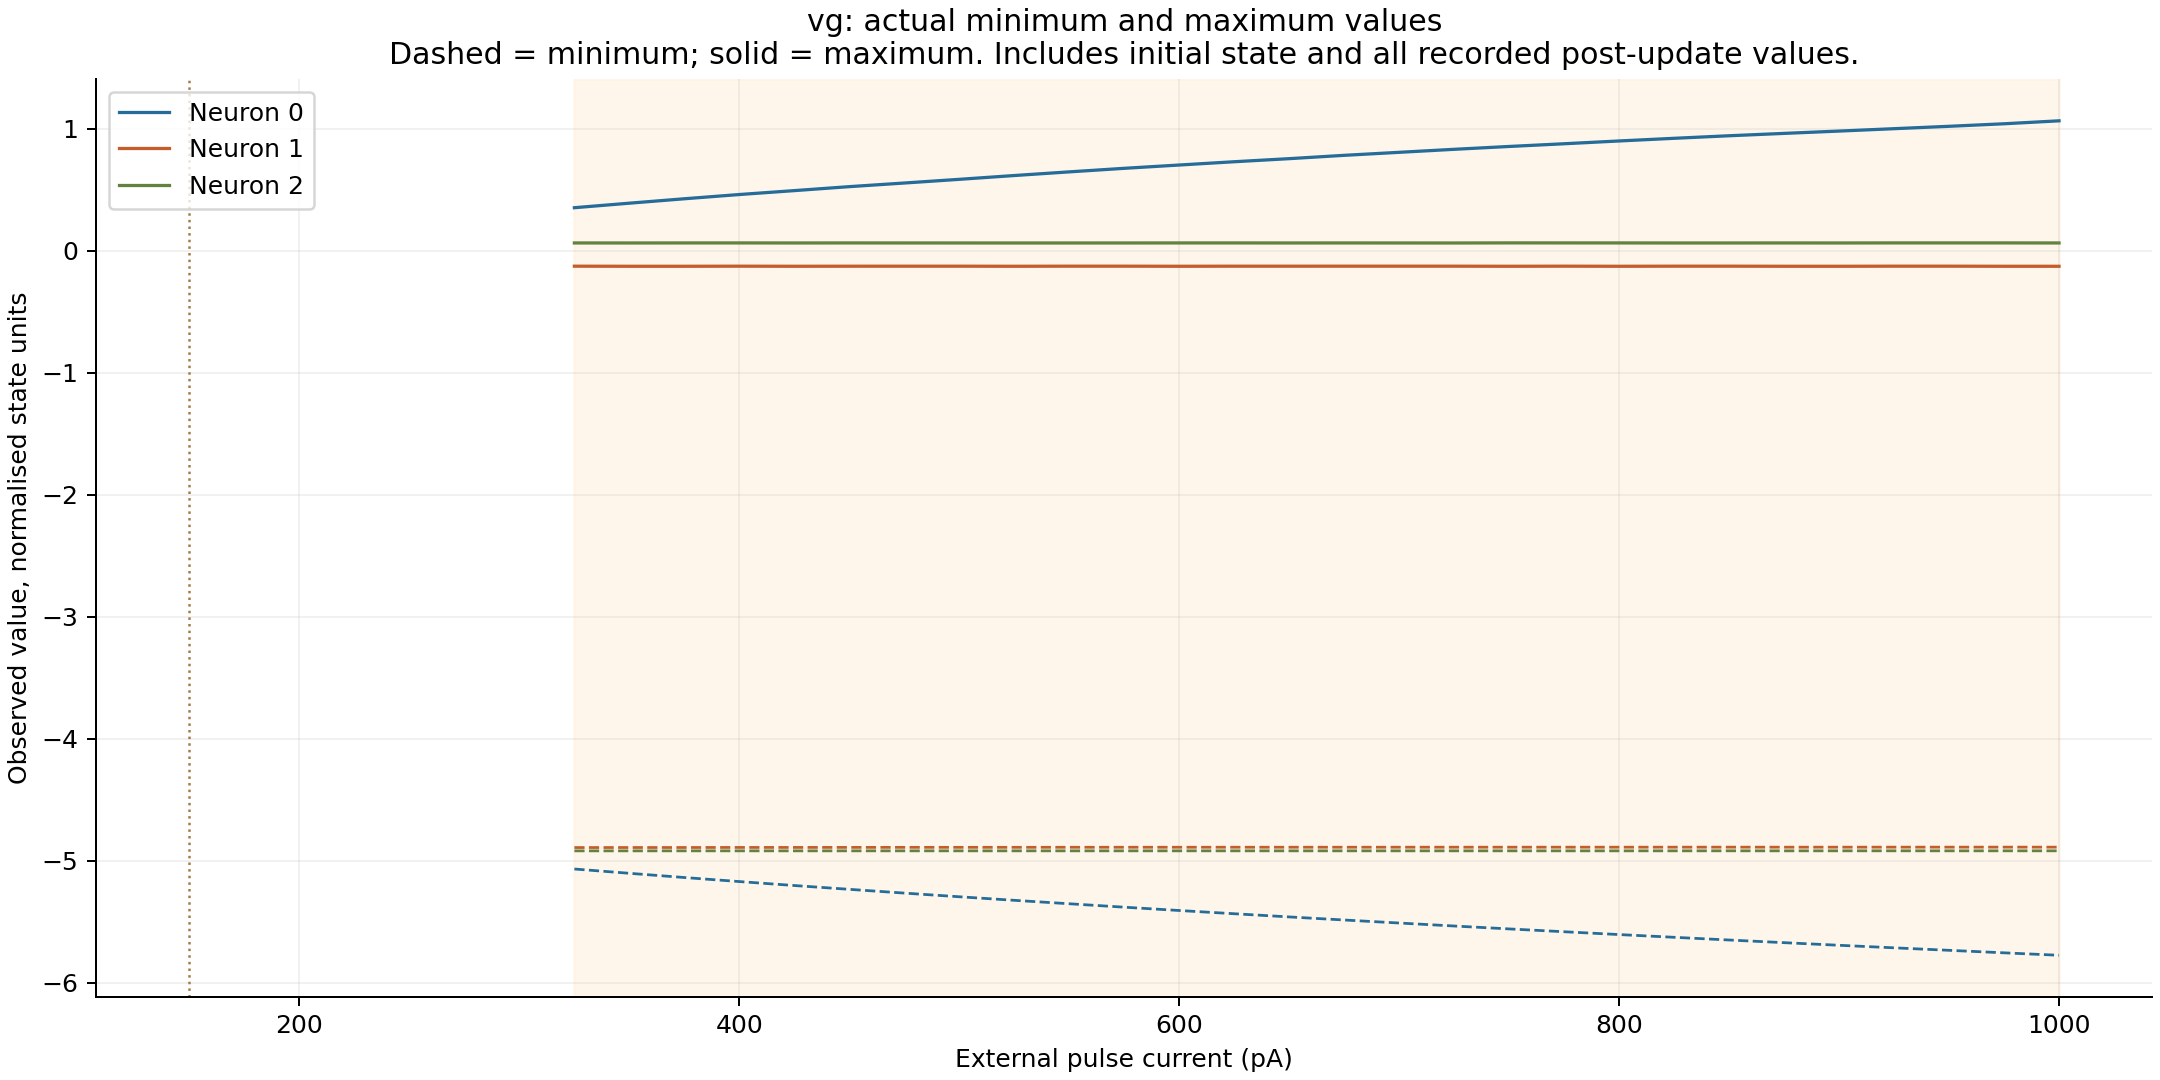 vg: actual minimum and maximum values
Dashed = minimum; solid = maximum. Includes initial state and all recorded post-update values.
Neuron 0
Neuron 1
Neuron 2
Observed value, normalised state units
1
0
−1
−2
−3
−4
−5
−6
200 400 600 800 1000
External pulse current (pA)